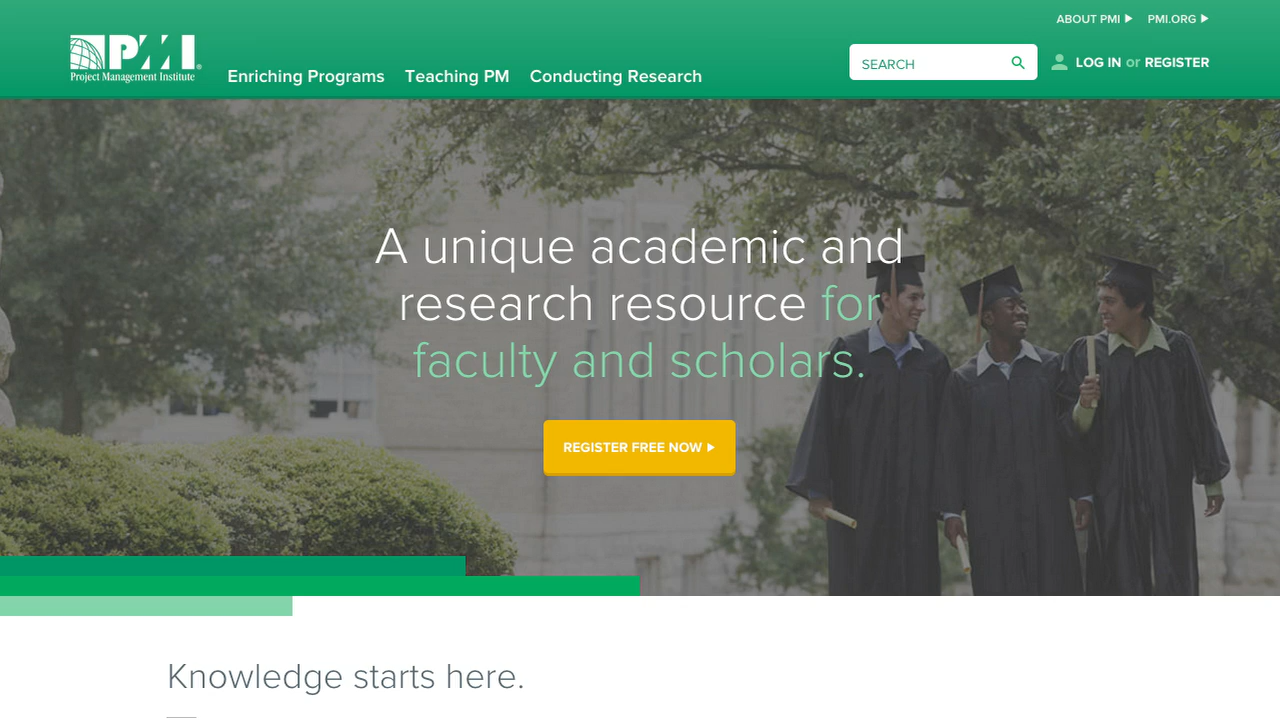 ABOUT PMI
PMI.ORG
PMI
Project Management Institute
Enriching Programs
Teaching PM
Conducting Research
SEARCH
LOG IN or REGISTER
A unique academic and
research resource for
faculty and scholars.
REGISTER FREE NOW
Knowledge starts here.